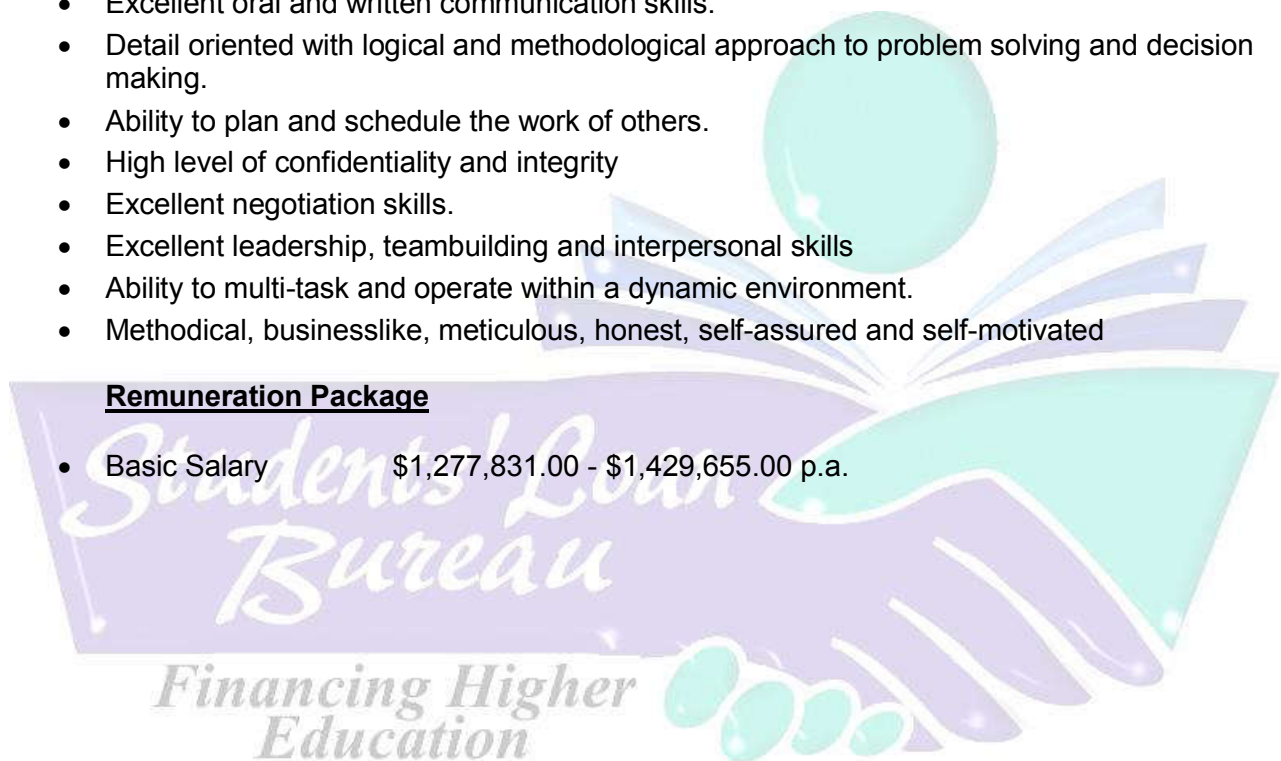 • Excellent oral and written communication skills.
• Detail oriented with logical and methodological approach to problem solving and decision
making.
• Ability to plan and schedule the work of others.
• High level of confidentiality and integrity
• Excellent negotiation skills.
• Excellent leadership, teambuilding and interpersonal skills
• Ability to multi-task and operate within a dynamic environment.
• Methodical, businesslike, meticulous, honest, self-assured and self-motivated
Remuneration Package
• Basic Salary $1,277,831.00 - $1,429,655.00 p.a.
Students' Loan
Bureau
Financing Higher
Education